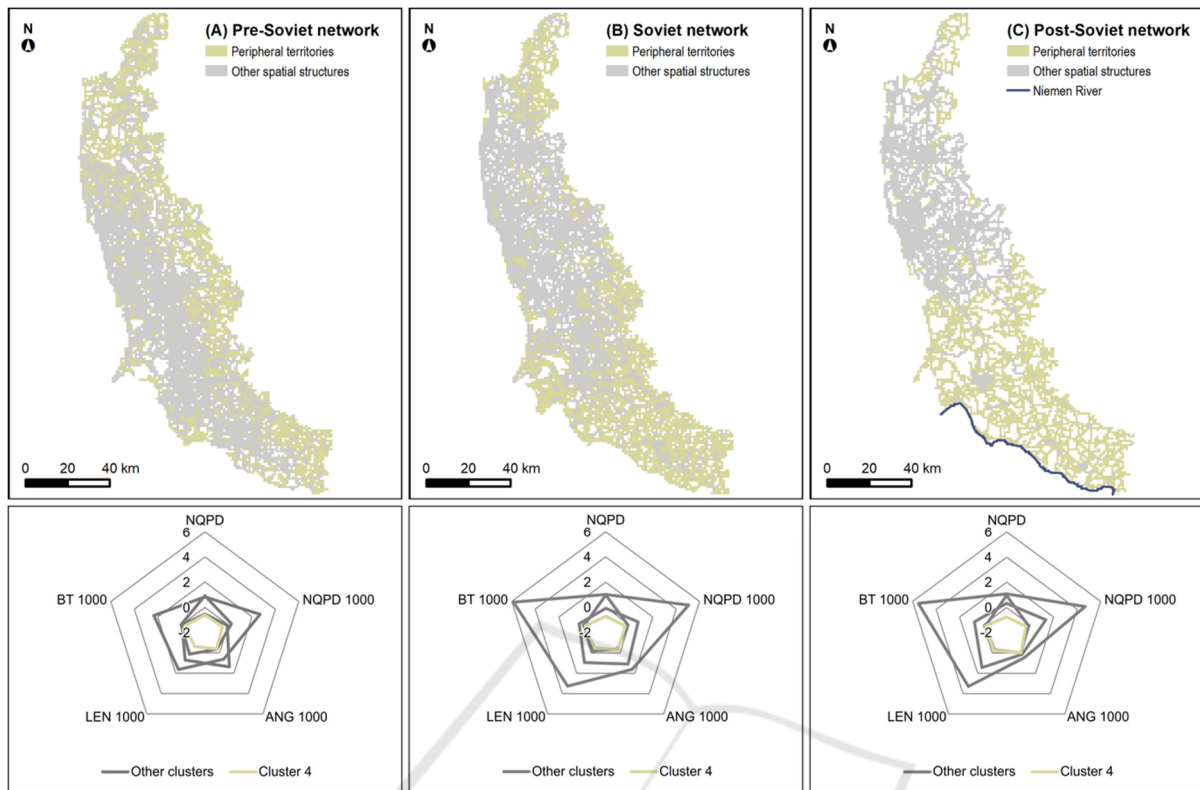 N
(A) Pre-Soviet network
Peripheral territories
Other spatial structures
0 20 40 km
N
(B) Soviet network
Peripheral territories
Other spatial structures
0 20 40 km
N
(C) Post-Soviet network
Peripheral territories
Other spatial structures
Niemen River
0 20 40 km
NQPD
6
4
2
0
-2
BT 1000
NQPD 1000
LEN 1000
ANG 1000
Other clusters
Cluster 4
NQPD
6
4
2
0
-2
BT 1000
NQPD 1000
LEN 1000
ANG 1000
Other clusters
Cluster 4
NQPD
6
4
2
0
-2
BT 1000
NQPD 1000
LEN 1000
ANG 1000
Other clusters
Cluster 4